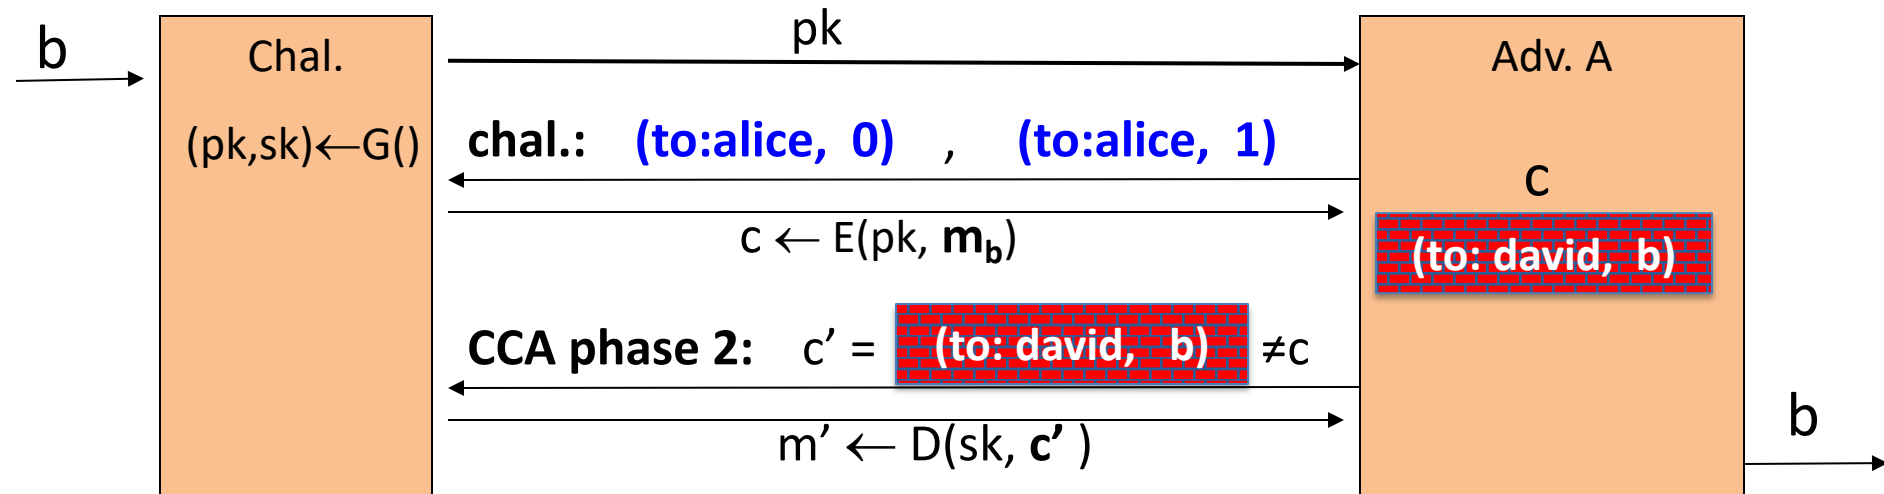 b
Chal.
(pk,sk)←G()
pk
chal.: (to:alice, 0) , (to:alice, 1)
c ← E(pk, m_b)
CCA phase 2: c’ = (to: david, b) ≠c
m’ ← D(sk, c’ )
Adv. A
c
(to: david, b)
b